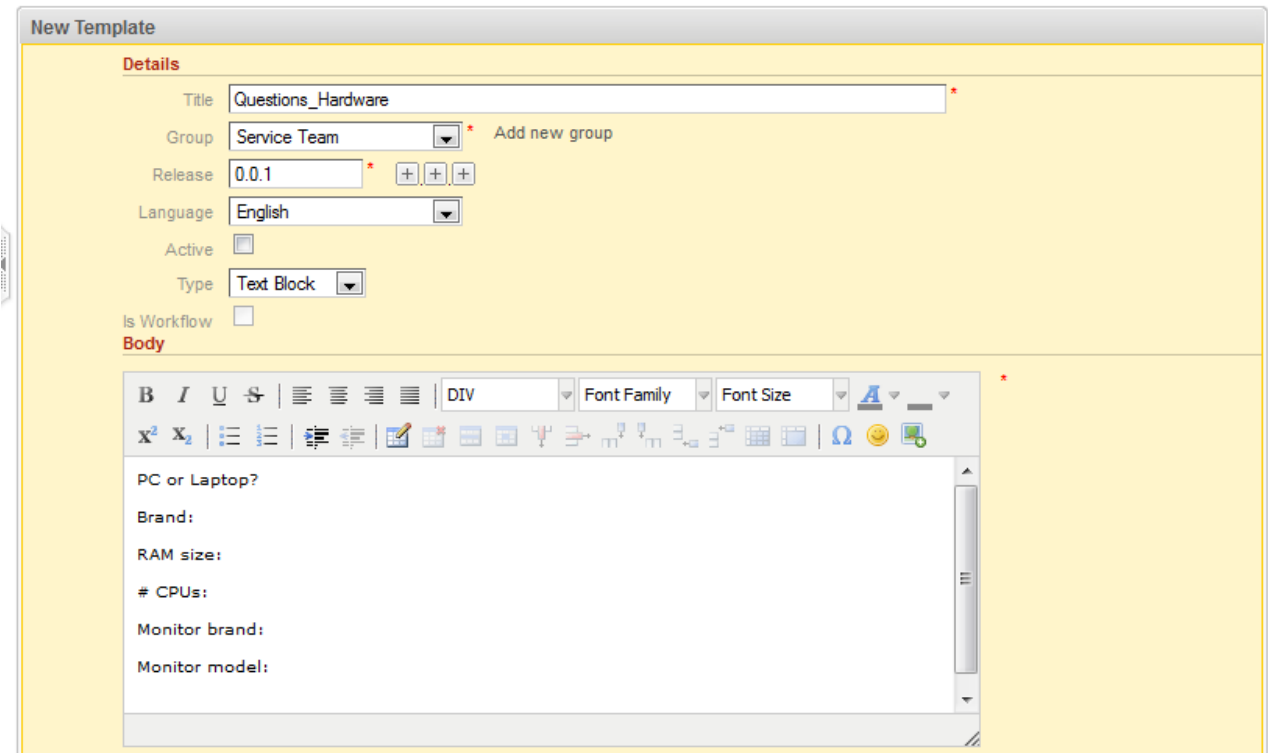 New Template
Details
Title Questions_Hardware *
Group Service Team * Add new group
Release 0.0.1 * + . + . +
Language English
Active
Type Text Block
Is Workflow
Body
*
B I U S DIV Font Family Font Size A
X² X₂ Ω
PC or Laptop?
Brand:
RAM size:
# CPUs:
Monitor brand:
Monitor model: